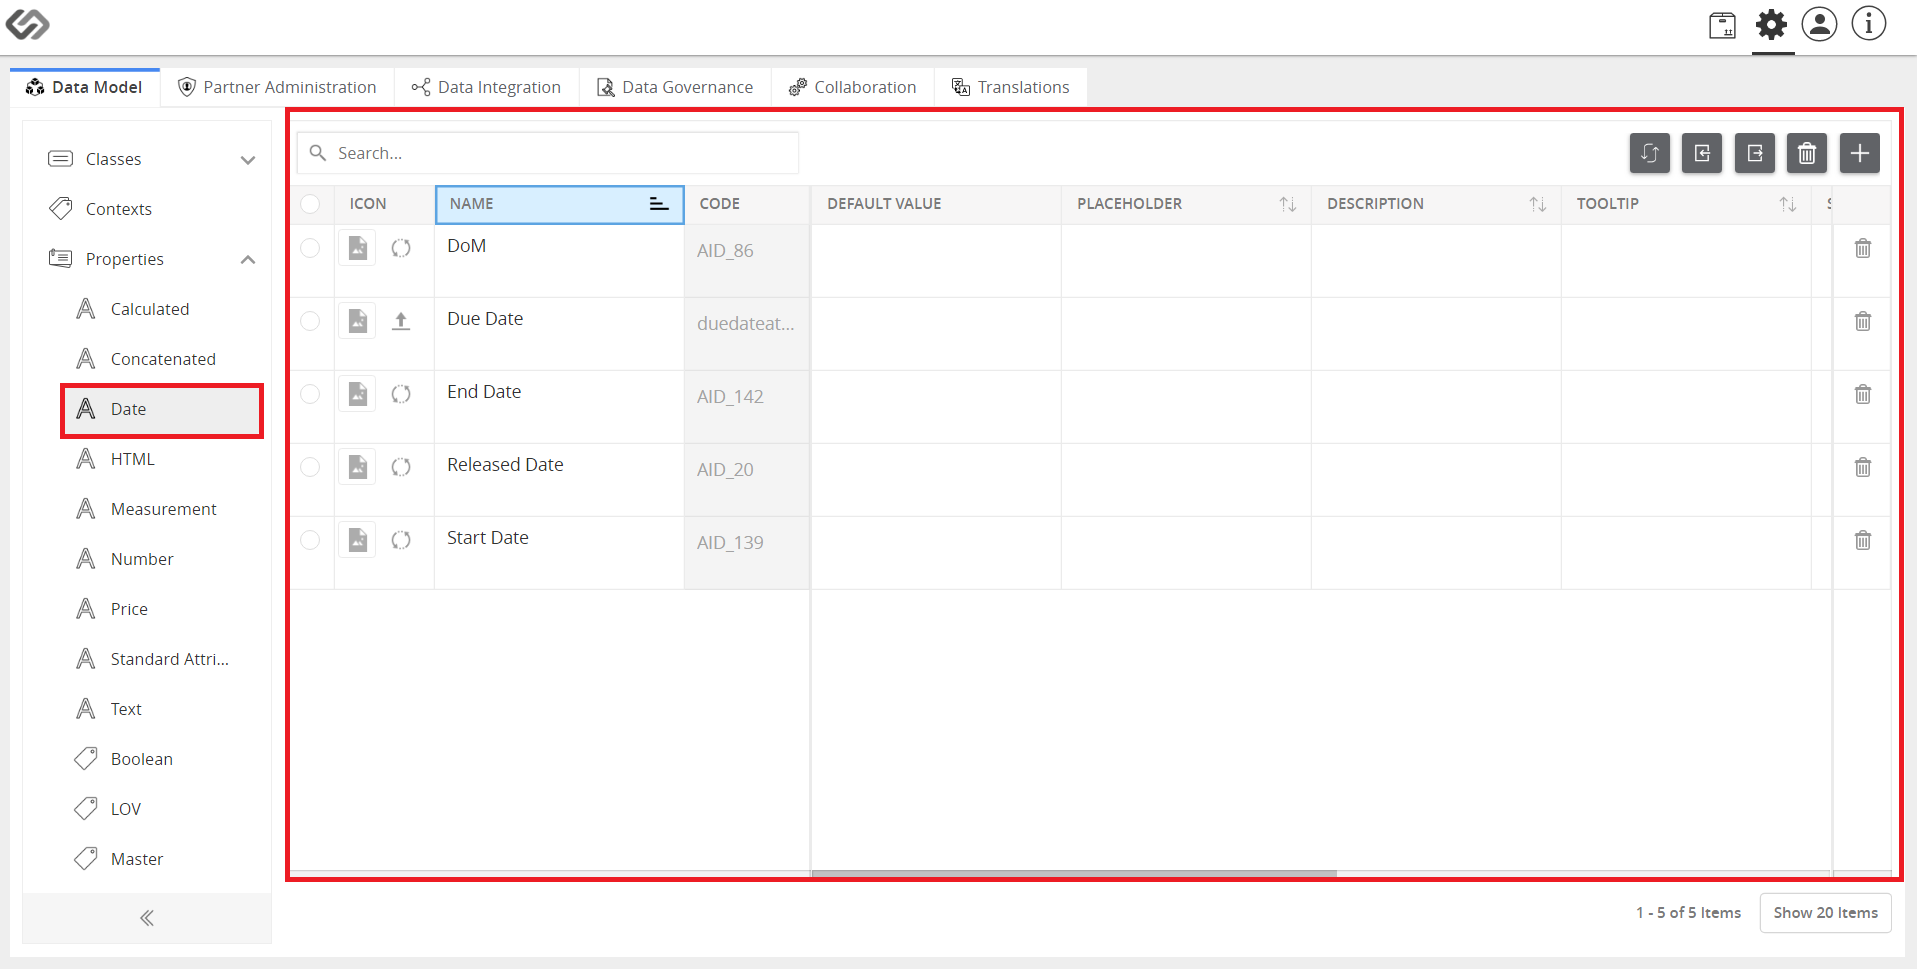 Data Model Partner Administration Data Integration Data Governance Collaboration Translations
Classes
Contexts
Properties
Calculated
Concatenated
Date
HTML
Measurement
Number
Price
Standard Attri...
Text
Boolean
LOV
Master
Search...
ICON NAME CODE DEFAULT VALUE PLACEHOLDER DESCRIPTION TOOLTIP
DoM AID_86
Due Date duedateat...
End Date AID_142
Released Date AID_20
Start Date AID_139
1 - 5 of 5 Items Show 20 Items